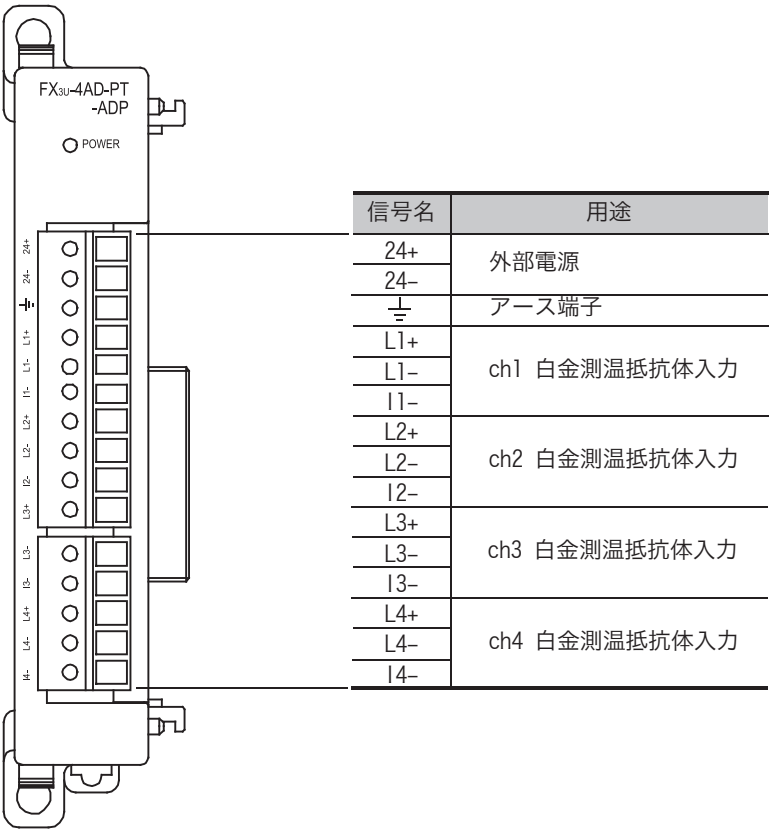 FX3U-4AD-PT
-ADP
POWER
24+
24-
⏚
L1+
L1-
I1-
L2+
L2-
I2-
L3+
L3-
I3-
L4+
L4-
I4-
信号名 用途
24+ 外部電源
24–
⏚ アース端子
L1+
L1– ch1 白金測温抵抗体入力
I1–
L2+
L2– ch2 白金測温抵抗体入力
I2–
L3+
L3– ch3 白金測温抵抗体入力
I3–
L4+
L4– ch4 白金測温抵抗体入力
I4–